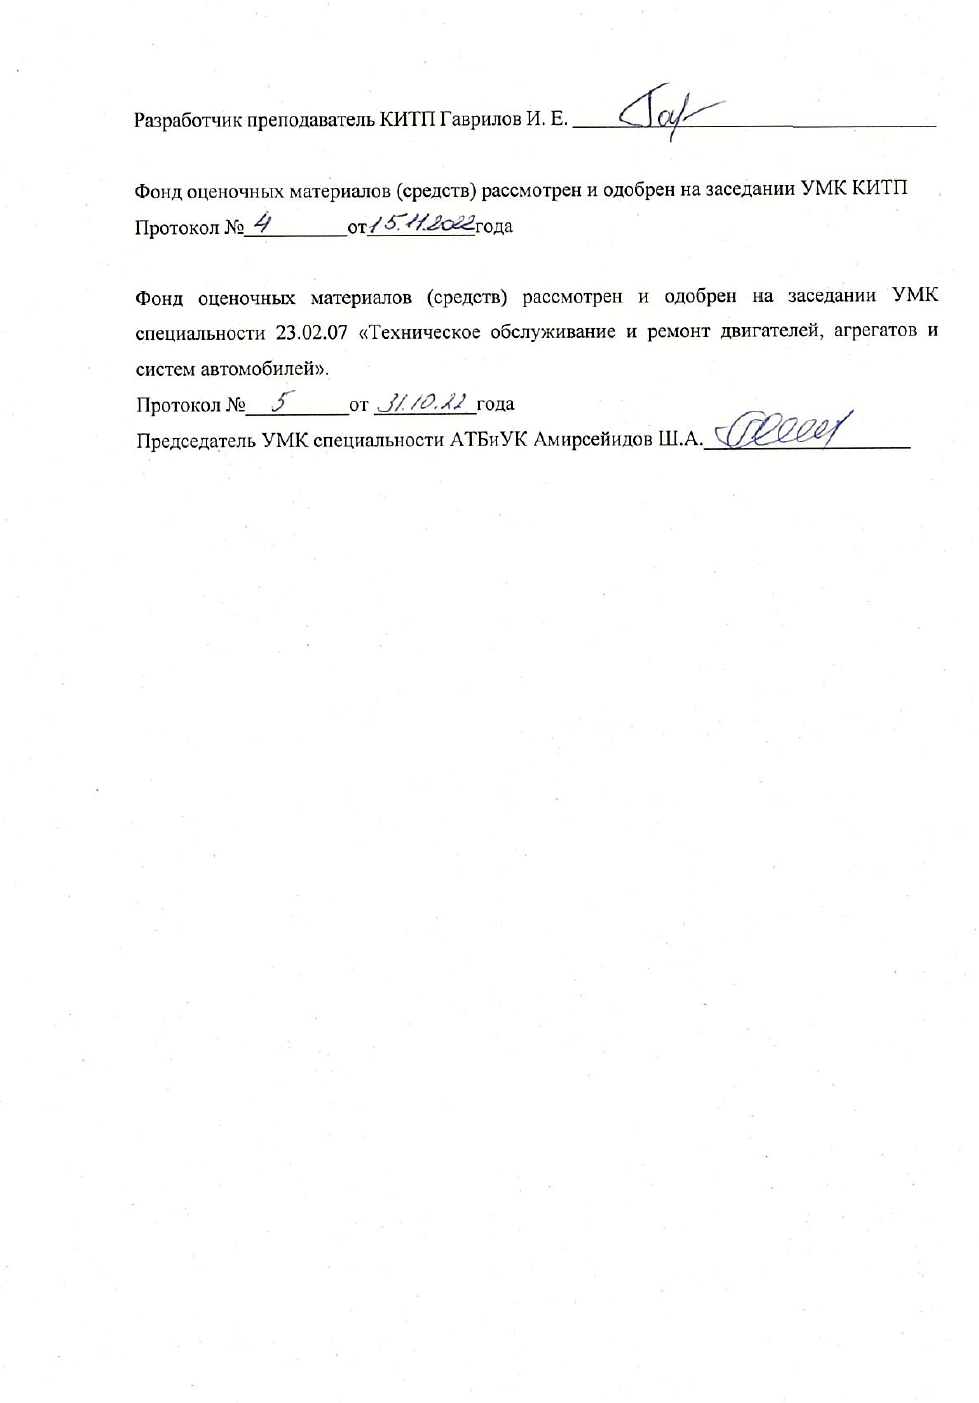 Разработчик преподаватель КИТП Гаврилов И. Е.
Фонд оценочных материалов (средств) рассмотрен и одобрен на заседании УМК КИТП
Протокол № 4 от 15.11.2022 года
Фонд оценочных материалов (средств) рассмотрен и одобрен на заседании УМК
специальности 23.02.07 «Техническое обслуживание и ремонт двигателей, агрегатов и
систем автомобилей».
Протокол № 5 от 31.10.22 года
Председатель УМК специальности АТБиУК Амирсейидов Ш.А.